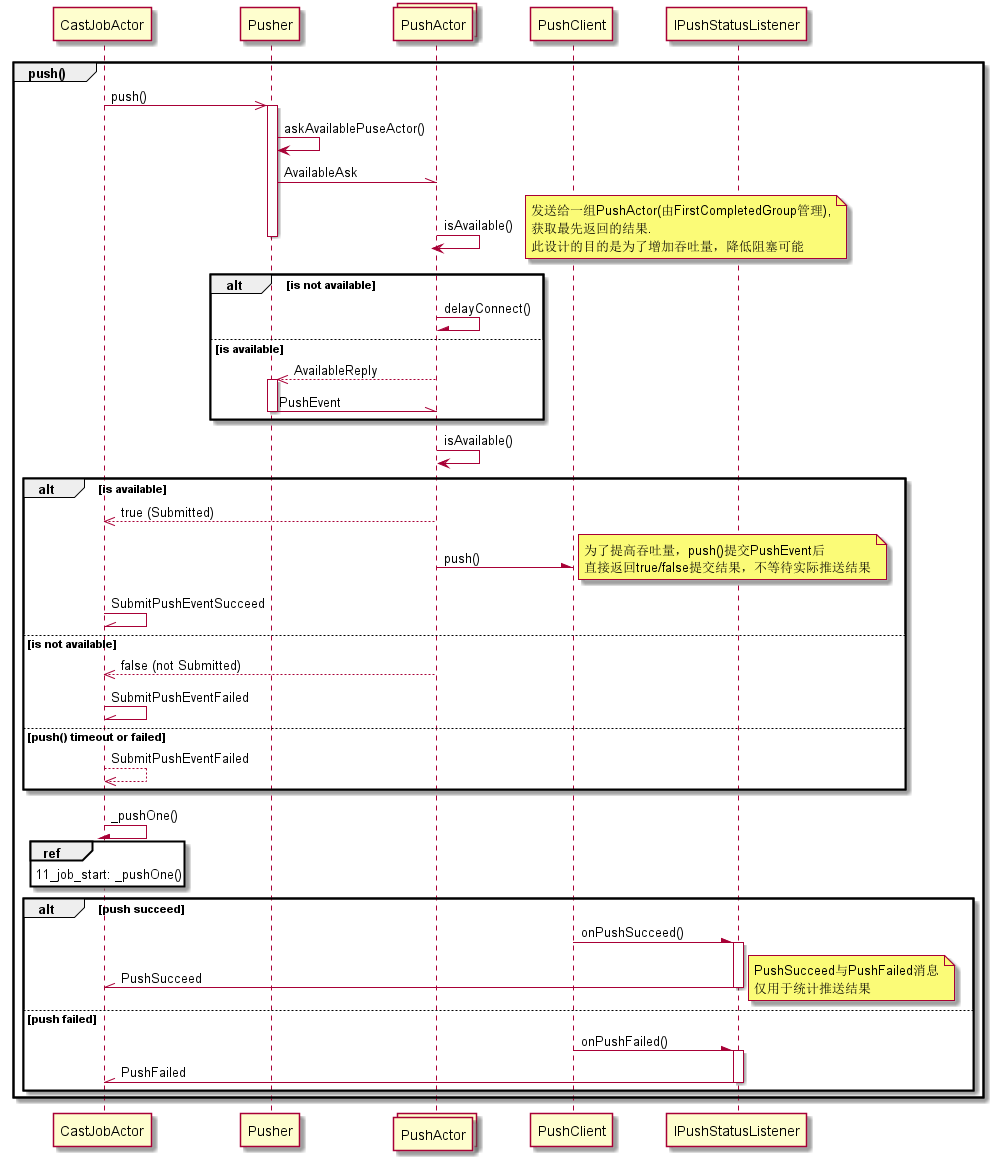 CastJobActor
Pusher
PushActor
PushClient
IPushStatusListener
push()
push()
askAvailablePuseActor()
AvailableAsk
发送给一组PushActor(由FirstCompletedGroup管理),
获取最先返回的结果.
此设计的目的是为了增加吞吐量，降低阻塞可能
isAvailable()
alt
[is not available]
delayConnect()
[is available]
AvailableReply
PushEvent
isAvailable()
alt
[is available]
true (Submitted)
为了提高吞吐量，push()提交PushEvent后
直接返回true/false提交结果，不等待实际推送结果
push()
SubmitPushEventSucceed
[is not available]
false (not Submitted)
SubmitPushEventFailed
[push() timeout or failed]
SubmitPushEventFailed
_pushOne()
ref
11_job_start: _pushOne()
alt
[push succeed]
onPushSucceed()
PushSucceed与PushFailed消息
仅用于统计推送结果
PushSucceed
[push failed]
onPushFailed()
PushFailed
CastJobActor
Pusher
PushActor
PushClient
IPushStatusListener